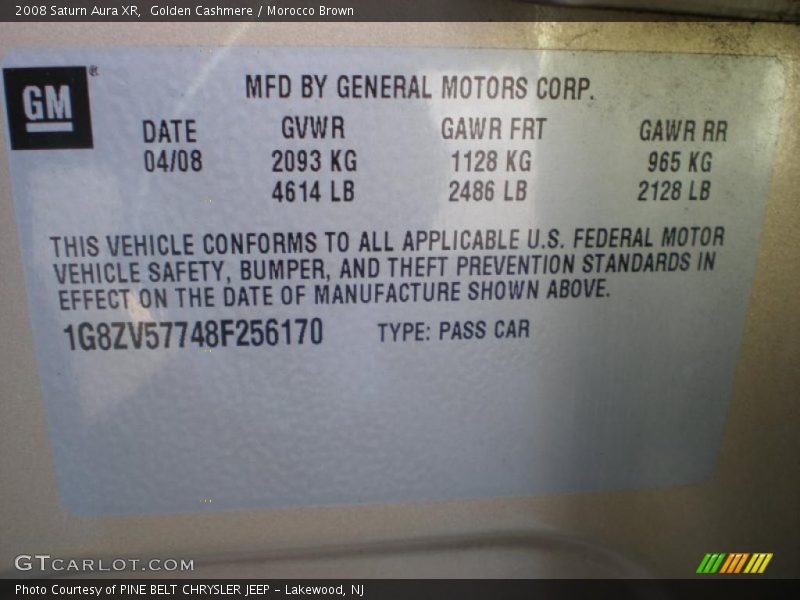 2008 Saturn Aura XR, Golden Cashmere / Morocco Brown
GM
MFD BY GENERAL MOTORS CORP.
DATE GVWR GAWR FRT GAWR RR
04/08 2093 KG 1128 KG 965 KG
4614 LB 2486 LB 2128 LB
THIS VEHICLE CONFORMS TO ALL APPLICABLE U.S. FEDERAL MOTOR
VEHICLE SAFETY, BUMPER, AND THEFT PREVENTION STANDARDS IN
EFFECT ON THE DATE OF MANUFACTURE SHOWN ABOVE.
1G8ZV57748F256170 TYPE: PASS CAR
GTCARLOT.COM
Photo Courtesy of PINE BELT CHRYSLER JEEP - Lakewood, NJ